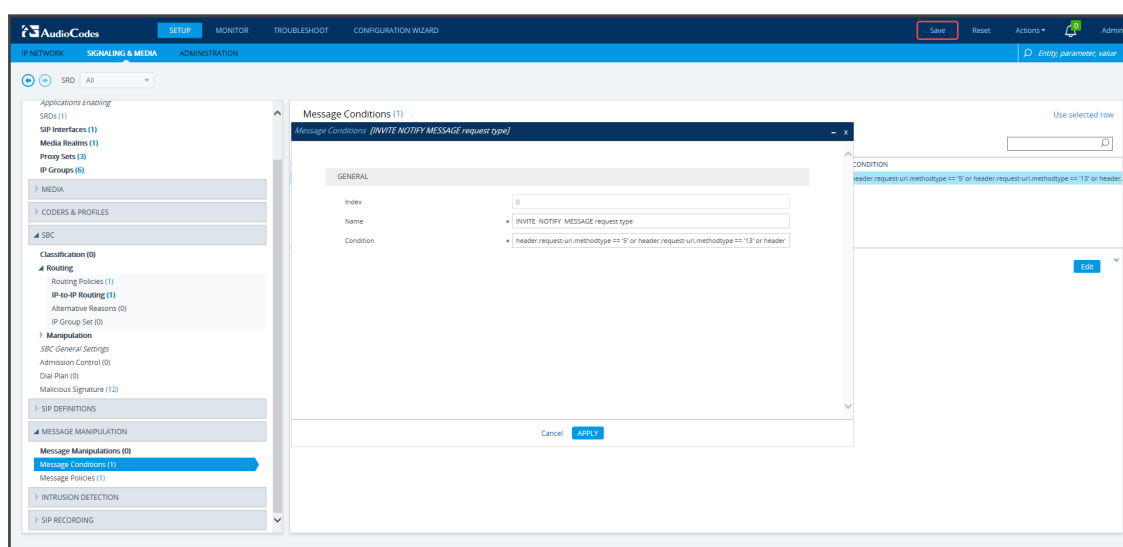 AudioCodes
SETUP MONITOR TROUBLESHOOT CONFIGURATION WIZARD
Save Reset Actions 0 Admin
IP NETWORK SIGNALING & MEDIA ADMINISTRATION
Entity, parameter, value
SRD All
Applications Enabling
SRDs (1)
SIP Interfaces (1)
Media Realms (1)
Proxy Sets (3)
IP Groups (6)
MEDIA
CODERS & PROFILES
SBC
Classification (0)
Routing
Routing Policies (1)
IP-to-IP Routing (1)
Alternative Reasons (0)
IP Group Set (0)
Manipulation
SBC General Settings
Admission Control (0)
Dial Plan (0)
Malicious Signature (12)
SIP DEFINITIONS
MESSAGE MANIPULATION
Message Manipulations (0)
Message Conditions (1)
Message Policies (1)
INTRUSION DETECTION
SIP RECORDING
Message Conditions (1)
Use selected row
Message Conditions [INVITE NOTIFY MESSAGE request type] – x
GENERAL
Index 0
Name INVITE NOTIFY MESSAGE request type
Condition header.request-uri.methodtype == '5' or header.request-uri.methodtype == '13' or header
Cancel APPLY
CONDITION
header.request-uri.methodtype == '5' or header.request-uri.methodtype == '13' or header.
Edit